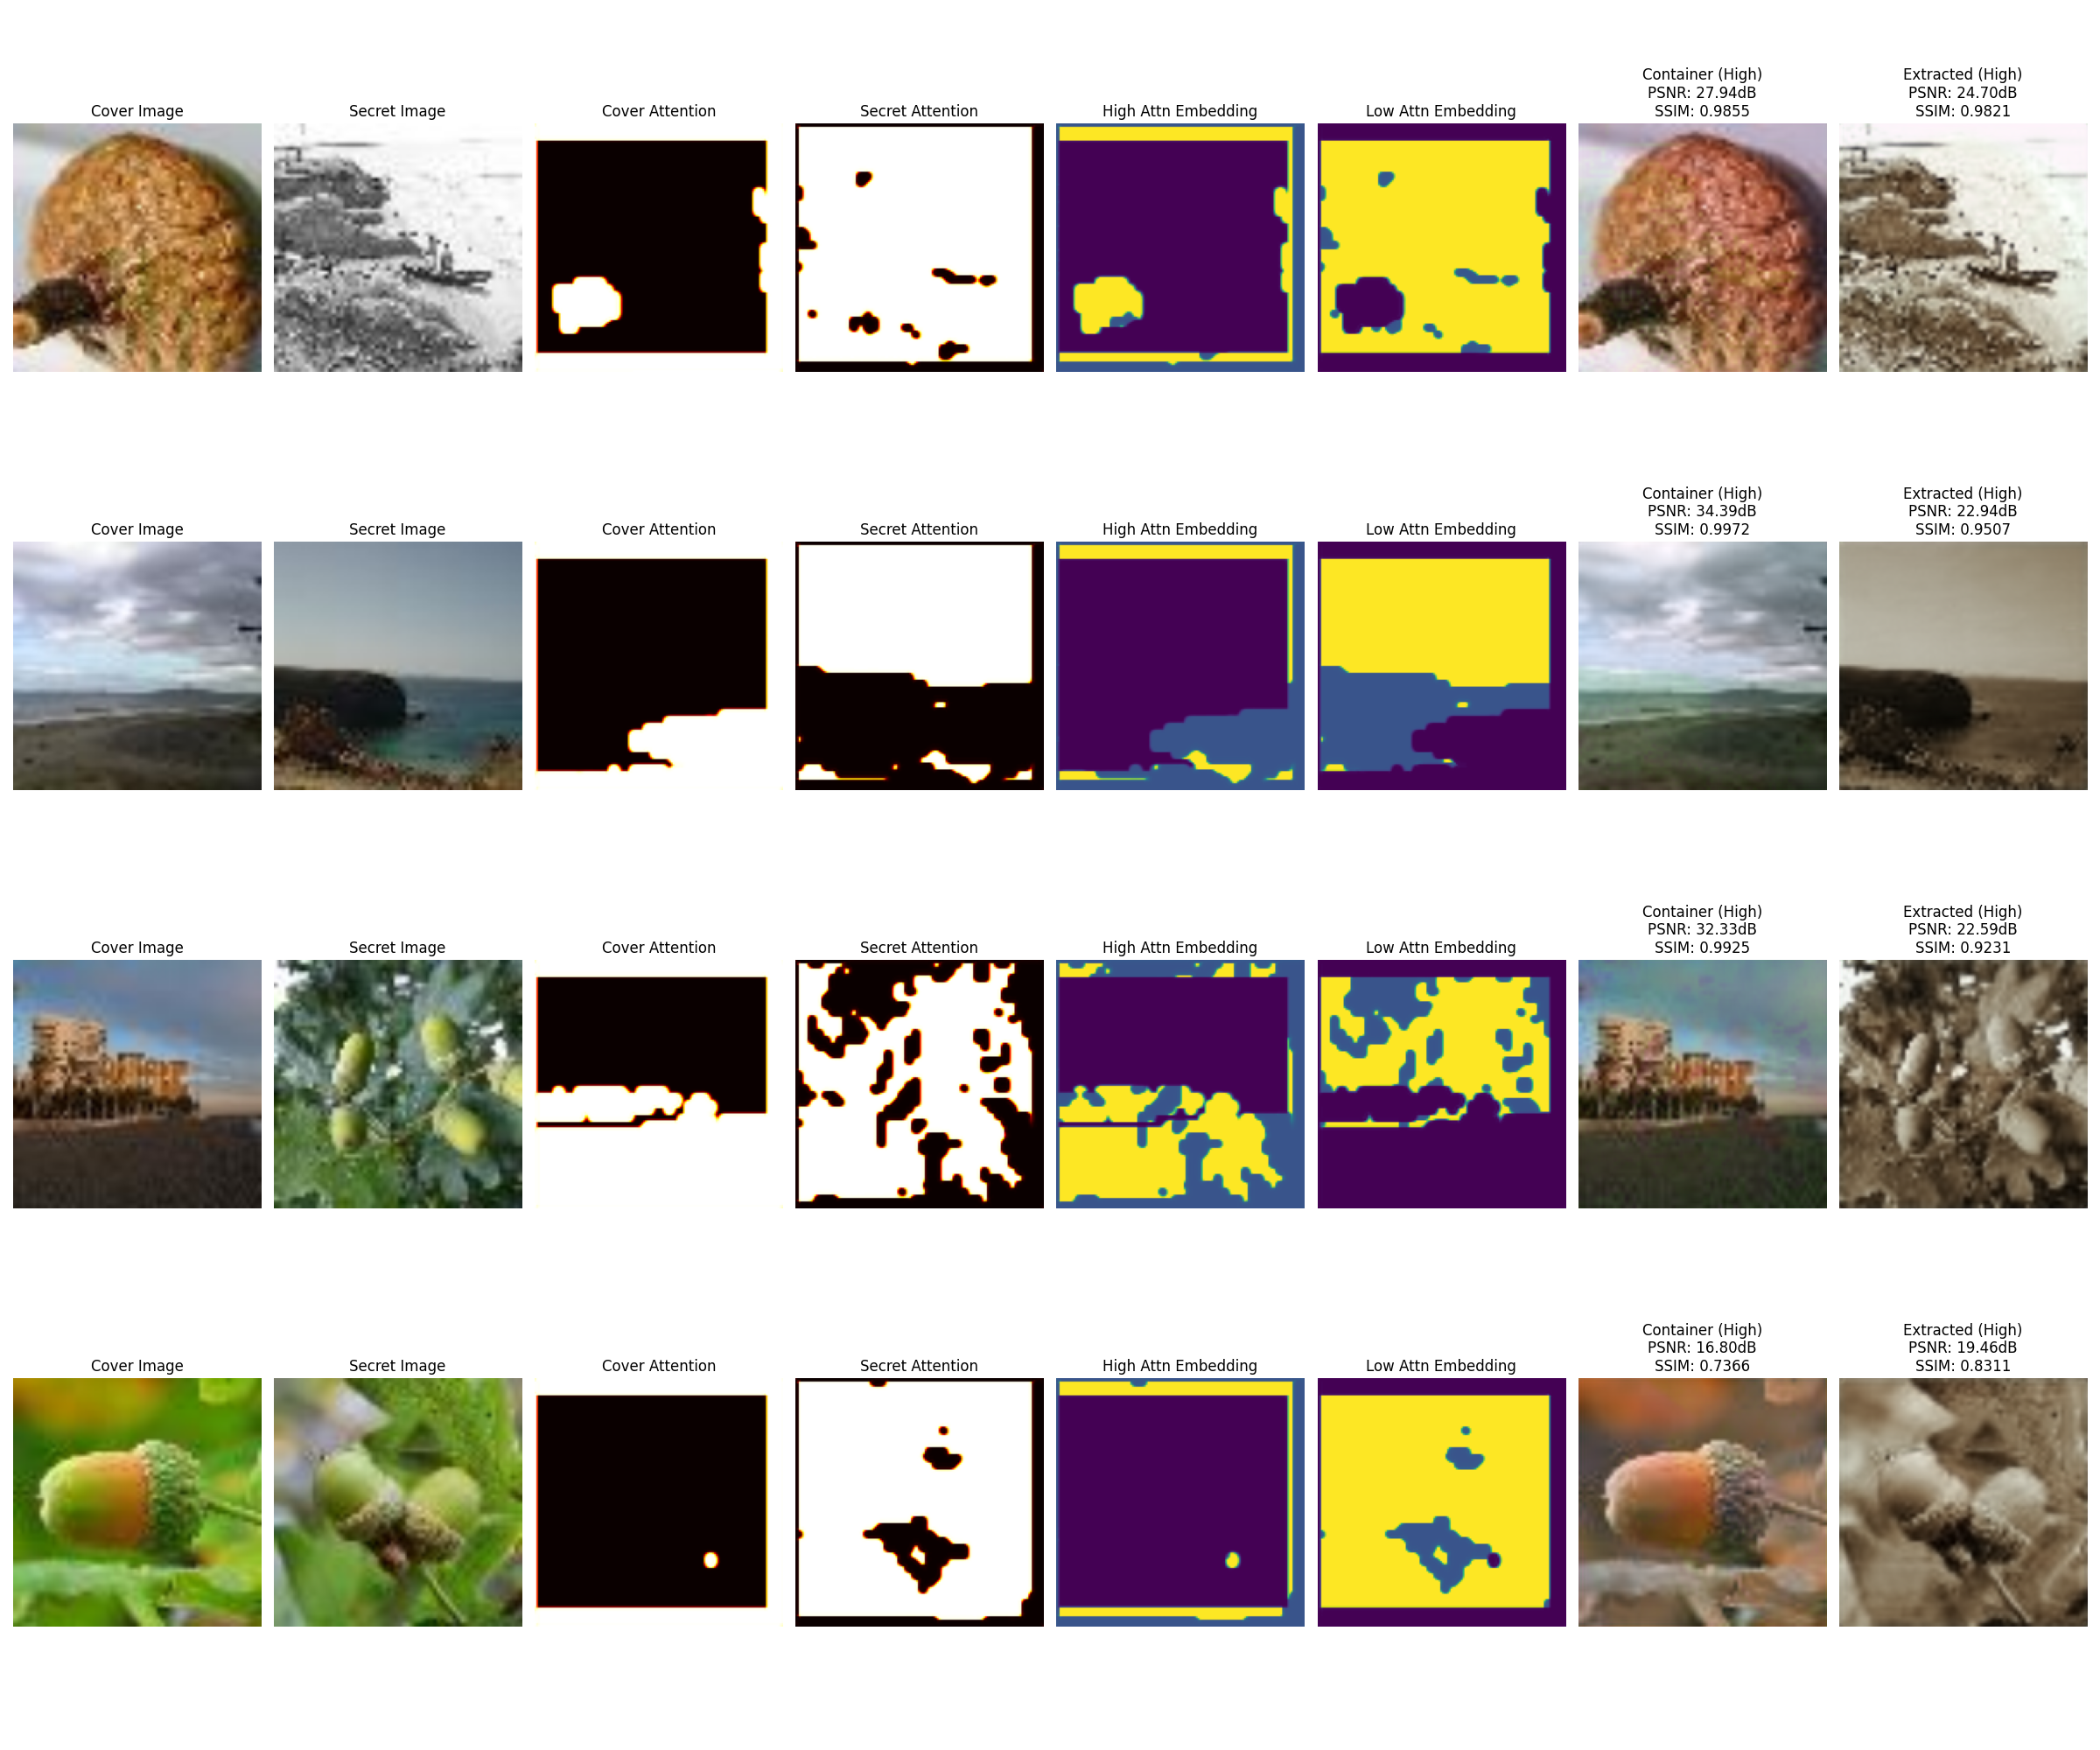 Cover Image
Secret Image
Cover Attention
Secret Attention
High Attn Embedding
Low Attn Embedding
Container (High)
PSNR: 27.94dB
SSIM: 0.9855
Extracted (High)
PSNR: 24.70dB
SSIM: 0.9821
Cover Image
Secret Image
Cover Attention
Secret Attention
High Attn Embedding
Low Attn Embedding
Container (High)
PSNR: 34.39dB
SSIM: 0.9972
Extracted (High)
PSNR: 22.94dB
SSIM: 0.9507
Cover Image
Secret Image
Cover Attention
Secret Attention
High Attn Embedding
Low Attn Embedding
Container (High)
PSNR: 32.33dB
SSIM: 0.9925
Extracted (High)
PSNR: 22.59dB
SSIM: 0.9231
Cover Image
Secret Image
Cover Attention
Secret Attention
High Attn Embedding
Low Attn Embedding
Container (High)
PSNR: 16.80dB
SSIM: 0.7366
Extracted (High)
PSNR: 19.46dB
SSIM: 0.8311